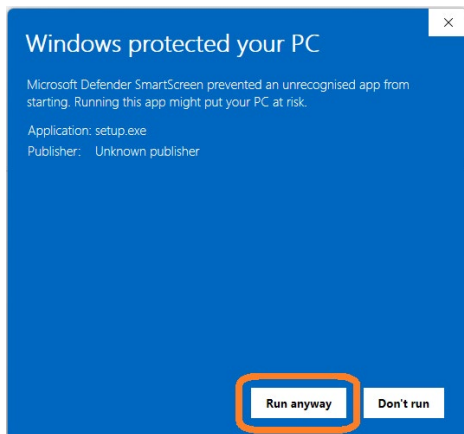 Windows protected your PC
Microsoft Defender SmartScreen prevented an unrecognised app from
starting. Running this app might put your PC at risk.
Application: setup.exe
Publisher: Unknown publisher
Run anyway Don't run